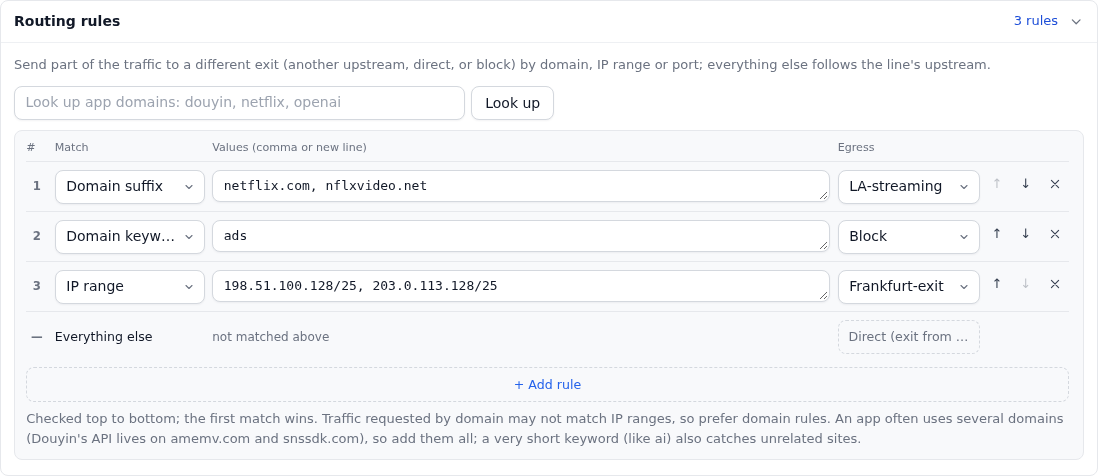 Routing rules
3 rules
Send part of the traffic to a different exit (another upstream, direct, or block) by domain, IP range or port; everything else follows the line's upstream.
Look up app domains: douyin, netflix, openai
Look up
# Match Values (comma or new line) Egress
1 Domain suffix netflix.com, nflxvideo.net LA-streaming ↑ ↓ ×
2 Domain keyw... ads Block ↑ ↓ ×
3 IP range 198.51.100.128/25, 203.0.113.128/25 Frankfurt-exit ↑ ↓ ×
— Everything else not matched above Direct (exit from ...
+ Add rule
Checked top to bottom; the first match wins. Traffic requested by domain may not match IP ranges, so prefer domain rules. An app often uses several domains
(Douyin's API lives on amemv.com and snssdk.com), so add them all; a very short keyword (like ai) also catches unrelated sites.